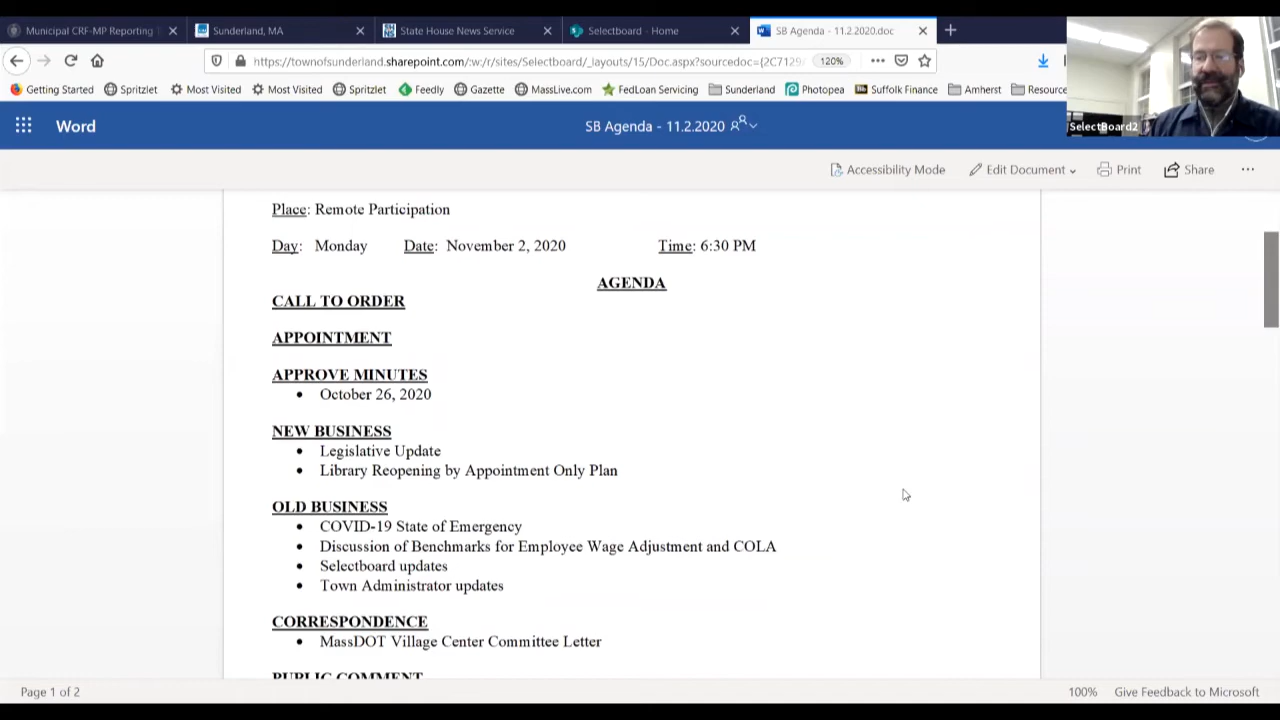 Municipal CRF-MP Reporting
Sunderland, MA
State House News Service
Selectboard - Home
SB Agenda - 11.2.2020.doc
https://townofsunderland.sharepoint.com/:w:/r/sites/Selectboard/_layouts/15/Doc.aspx?sourcedoc={2C7129
120%
Getting Started
Spritzlet
Most Visited
Most Visited
Spritzlet
Feedly
Gazette
MassLive.com
FedLoan Servicing
Sunderland
Photopea
Suffolk Finance
Amherst
Resource
SelectBoard2
Word
SB Agenda - 11.2.2020
Accessibility Mode
Edit Document
Print
Share
Place: Remote Participation
Day: Monday Date: November 2, 2020 Time: 6:30 PM
AGENDA
CALL TO ORDER
APPOINTMENT
APPROVE MINUTES
• October 26, 2020
NEW BUSINESS
• Legislative Update
• Library Reopening by Appointment Only Plan
OLD BUSINESS
• COVID-19 State of Emergency
• Discussion of Benchmarks for Employee Wage Adjustment and COLA
• Selectboard updates
• Town Administrator updates
CORRESPONDENCE
• MassDOT Village Center Committee Letter
PUBLIC COMMENT
Page 1 of 2
100%
Give Feedback to Microsoft